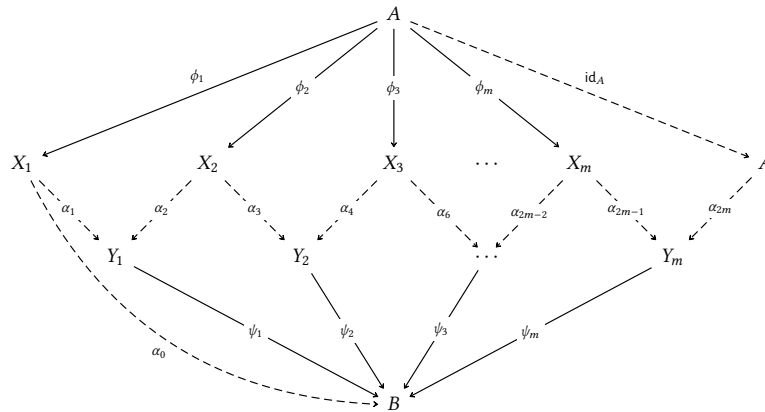 A
ϕ₁ ϕ₂ ϕ₃ ϕₘ id_A
X₁ X₂ X₃ ⋯ Xₘ A
α₁ α₂ α₃ α₄ α₆ α₂ₘ₋₂ α₂ₘ₋₁ α₂ₘ
Y₁ Y₂ ⋯ Yₘ
ψ₁ ψ₂ ψ₃ ψₘ
α₀
B